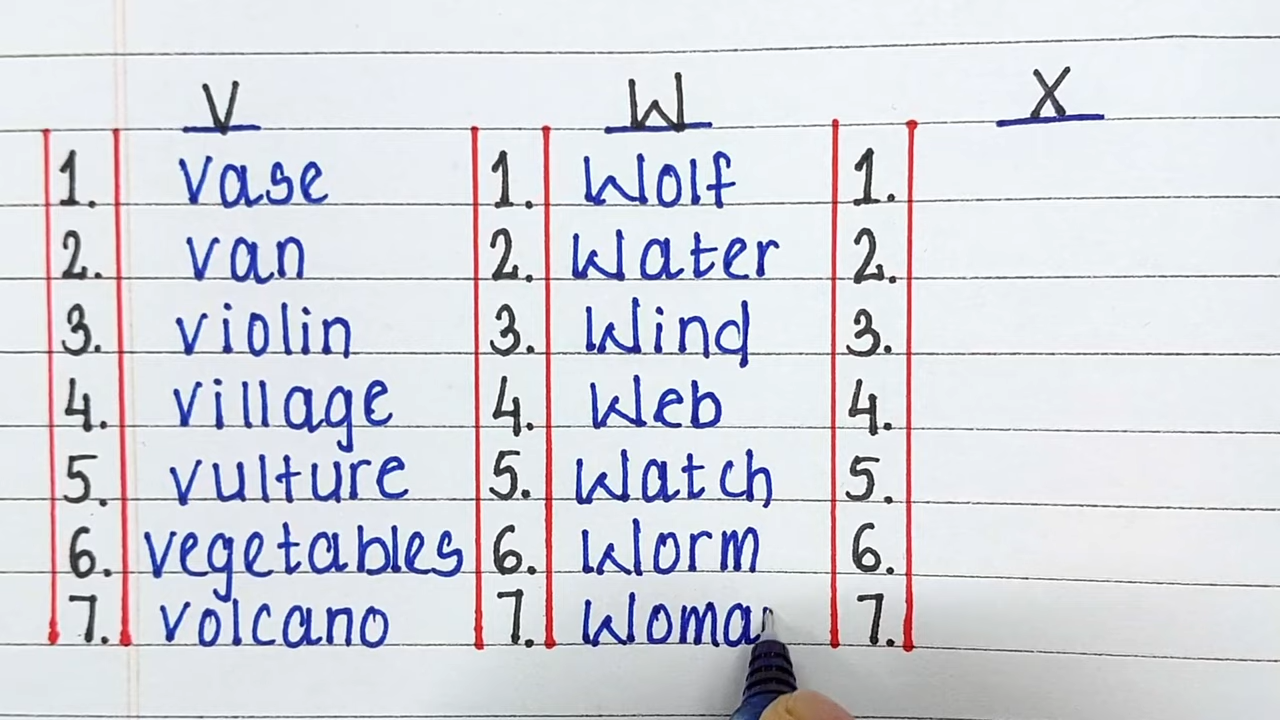 V W X
1. vase 1. Wolf 1.
2. van 2. Water 2.
3. violin 3. Wind 3.
4. village 4. Web 4.
5. vulture 5. Watch 5.
6. vegetables 6. Worm 6.
7. volcano 7. Woma 7.